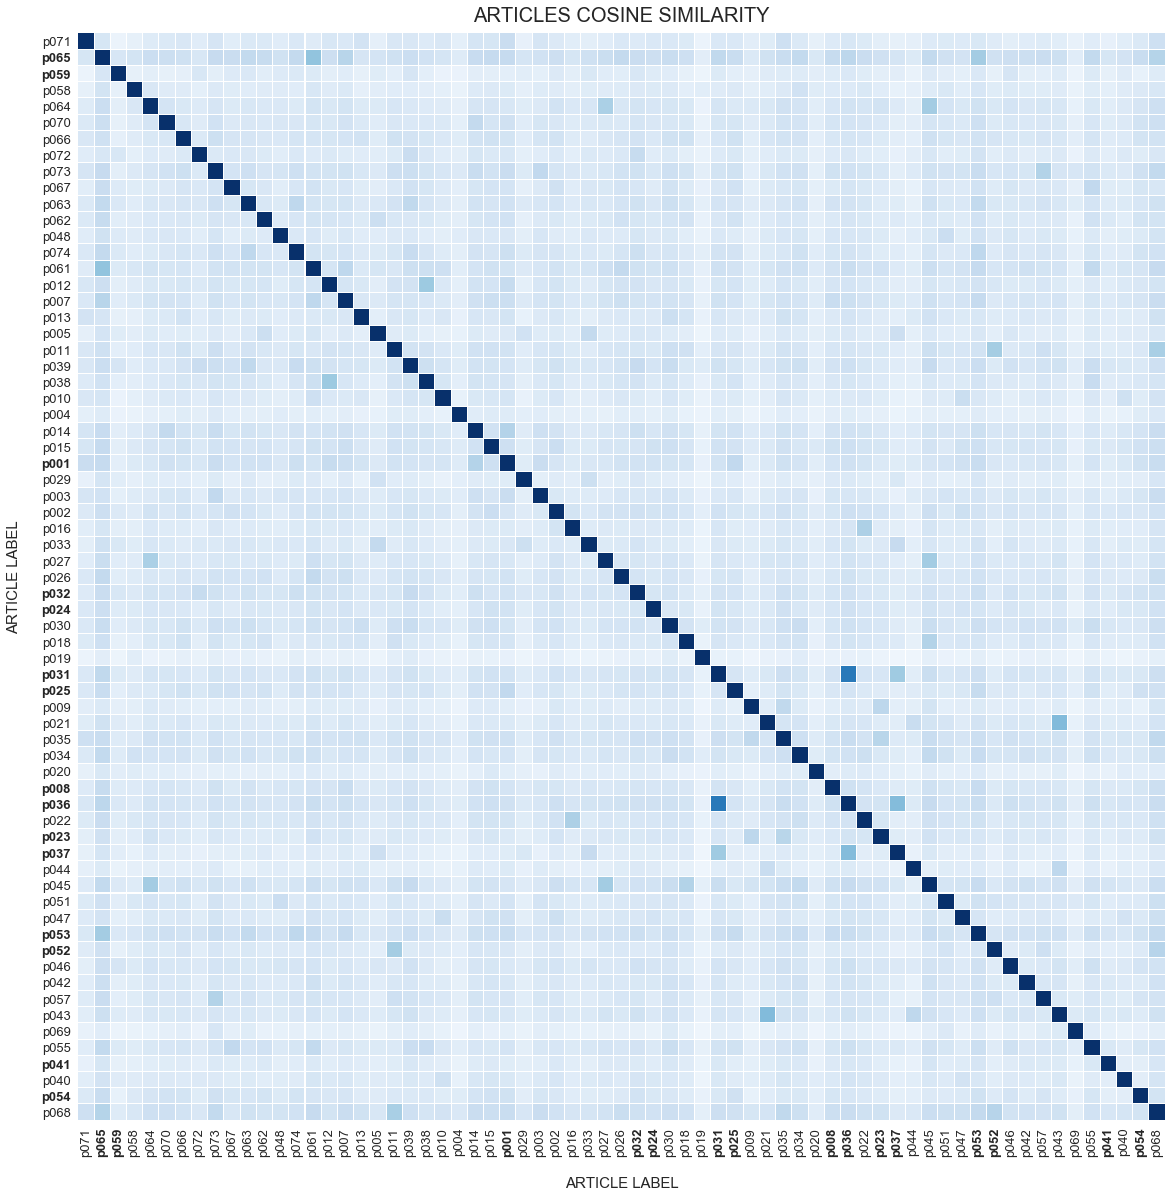 ARTICLES COSINE SIMILARITY
p071
p065
p059
p058
p064
p070
p066
p072
p073
p067
p063
p062
p048
p074
p061
p012
p007
p013
p005
p011
p039
p038
p010
p004
p014
p015
p001
p029
p003
p002
p016
p033
p027
p026
p032
p024
p030
p018
p019
p031
p025
p009
p021
p035
p034
p020
p008
p036
p022
p023
p037
p044
p045
p051
p047
p053
p052
p046
p042
p057
p043
p069
p055
p041
p040
p054
p068
ARTICLE LABEL
p071 p065 p059 p058 p064 p070 p066 p072 p073 p067 p063 p062 p048 p074 p061 p012 p007 p013 p005 p011 p039 p038 p010 p004 p014 p015 p001 p029 p003 p002 p016 p033 p027 p026 p032 p024 p030 p018 p019 p031 p025 p009 p021 p035 p034 p020 p008 p036 p022 p023 p037 p044 p045 p051 p047 p053 p052 p046 p042 p057 p043 p069 p055 p041 p040 p054 p068
ARTICLE LABEL